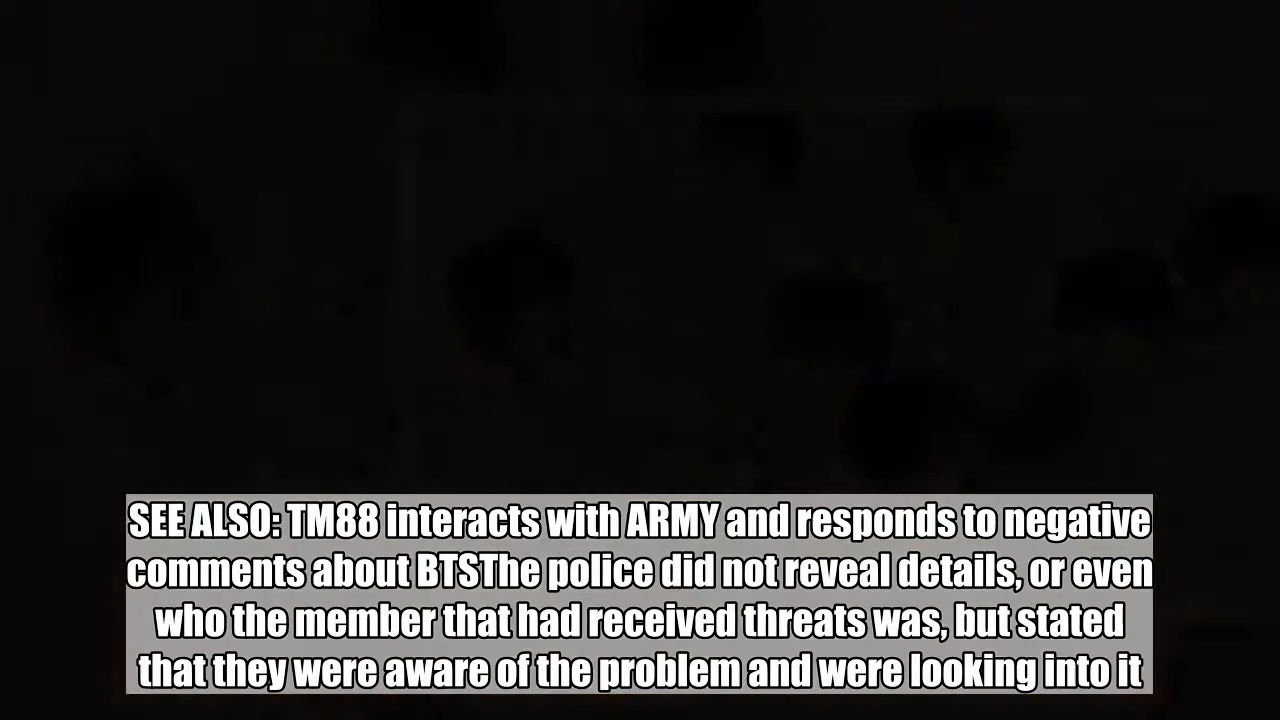 SEE ALSO: TM88 interacts with ARMY and responds to negative
comments about BTSThe police did not reveal details, or even
who the member that had received threats was, but stated
that they were aware of the problem and were looking into it